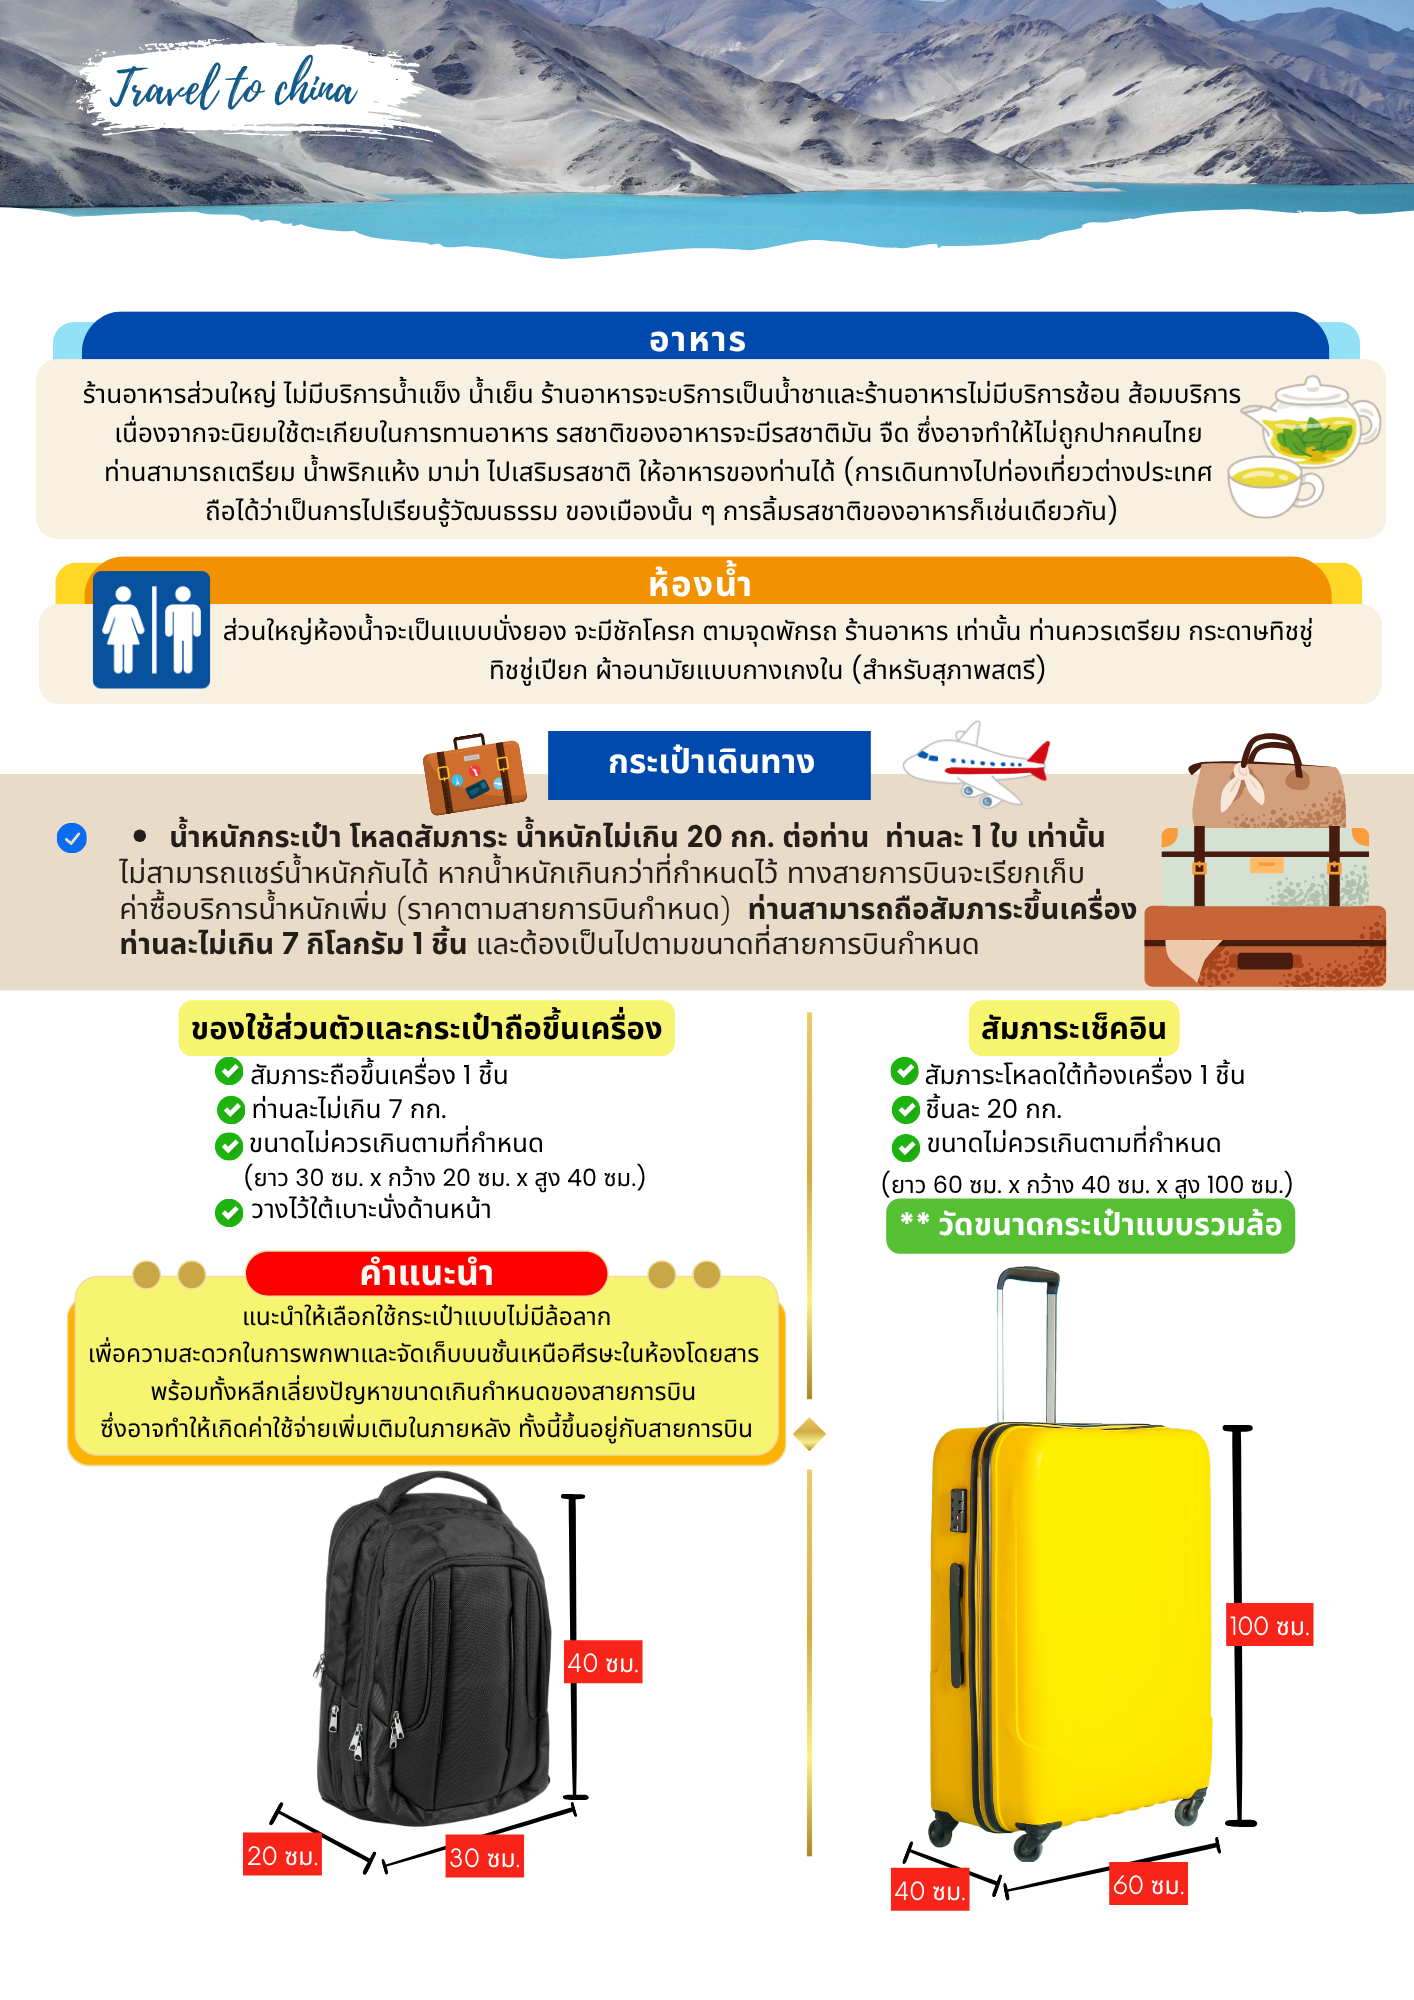 Travel to china
อาหาร
ร้านอาหารส่วนใหญ่ ไม่มีบริการน้ำแข็ง น้ำเย็น ร้านอาหารจะบริการเป็นน้ำชาและร้านอาหารไม่มีบริการช้อน ส้อมบริการ
เนื่องจากจะนิยมใช้ตะเกียบในการทานอาหาร รสชาติของอาหารจะมีรสชาติมัน จืด ซึ่งอาจทำให้ไม่ถูกปากคนไทย
ท่านสามารถเตรียม น้ำพริกแห้ง มาม่า ไปเสริมรสชาติ ให้อาหารของท่านได้ (การเดินทางไปท่องเที่ยวต่างประเทศ
ถือได้ว่าเป็นการไปเรียนรู้วัฒนธรรม ของเมืองนั้น ๆ การลิ้มรสชาติของอาหารก็เช่นเดียวกัน)
ห้องน้ำ
ส่วนใหญ่ห้องน้ำจะเป็นแบบนั่งยอง จะมีชักโครก ตามจุดพักรถ ร้านอาหาร เท่านั้น ท่านควรเตรียม กระดาษทิชชู่
ทิชชู่เปียก ผ้าอนามัยแบบกางเกงใน (สำหรับสุภาพสตรี)
กระเป๋าเดินทาง
• น้ำหนักกระเป๋า โหลดสัมภาระ น้ำหนักไม่เกิน 20 กก. ต่อท่าน ท่านละ 1 ใบ เท่านั้น
ไม่สามารถแชร์น้ำหนักกันได้ หากน้ำหนักเกินกว่าที่กำหนดไว้ ทางสายการบินจะเรียกเก็บ
ค่าซื้อบริการน้ำหนักเพิ่ม (ราคาตามสายการบินกำหนด) ท่านสามารถถือสัมภาระขึ้นเครื่อง
ท่านละไม่เกิน 7 กิโลกรัม 1 ชิ้น และต้องเป็นไปตามขนาดที่สายการบินกำหนด
ของใช้ส่วนตัวและกระเป๋าถือขึ้นเครื่อง
สัมภาระถือขึ้นเครื่อง 1 ชิ้น
ท่านละไม่เกิน 7 กก.
ขนาดไม่ควรเกินตามที่กำหนด
(ยาว 30 ซม. x กว้าง 20 ซม. x สูง 40 ซม.)
วางไว้ใต้เบาะนั่งด้านหน้า
คำแนะนำ
แนะนำให้เลือกใช้กระเป๋าแบบไม่มีล้อลาก
เพื่อความสะดวกในการพกพาและจัดเก็บบนชั้นเหนือศีรษะในห้องโดยสาร
พร้อมทั้งหลีกเลี่ยงปัญหาขนาดเกินกำหนดของสายการบิน
ซึ่งอาจทำให้เกิดค่าใช้จ่ายเพิ่มเติมในภายหลัง ทั้งนี้ขึ้นอยู่กับสายการบิน
40 ซม.
20 ซม.
30 ซม.
สัมภาระเช็คอิน
สัมภาระโหลดใต้ท้องเครื่อง 1 ชิ้น
ชิ้นละ 20 กก.
ขนาดไม่ควรเกินตามที่กำหนด
(ยาว 60 ซม. x กว้าง 40 ซม. x สูง 100 ซม.)
** วัดขนาดกระเป๋าแบบรวมล้อ
100 ซม.
40 ซม.
60 ซม.